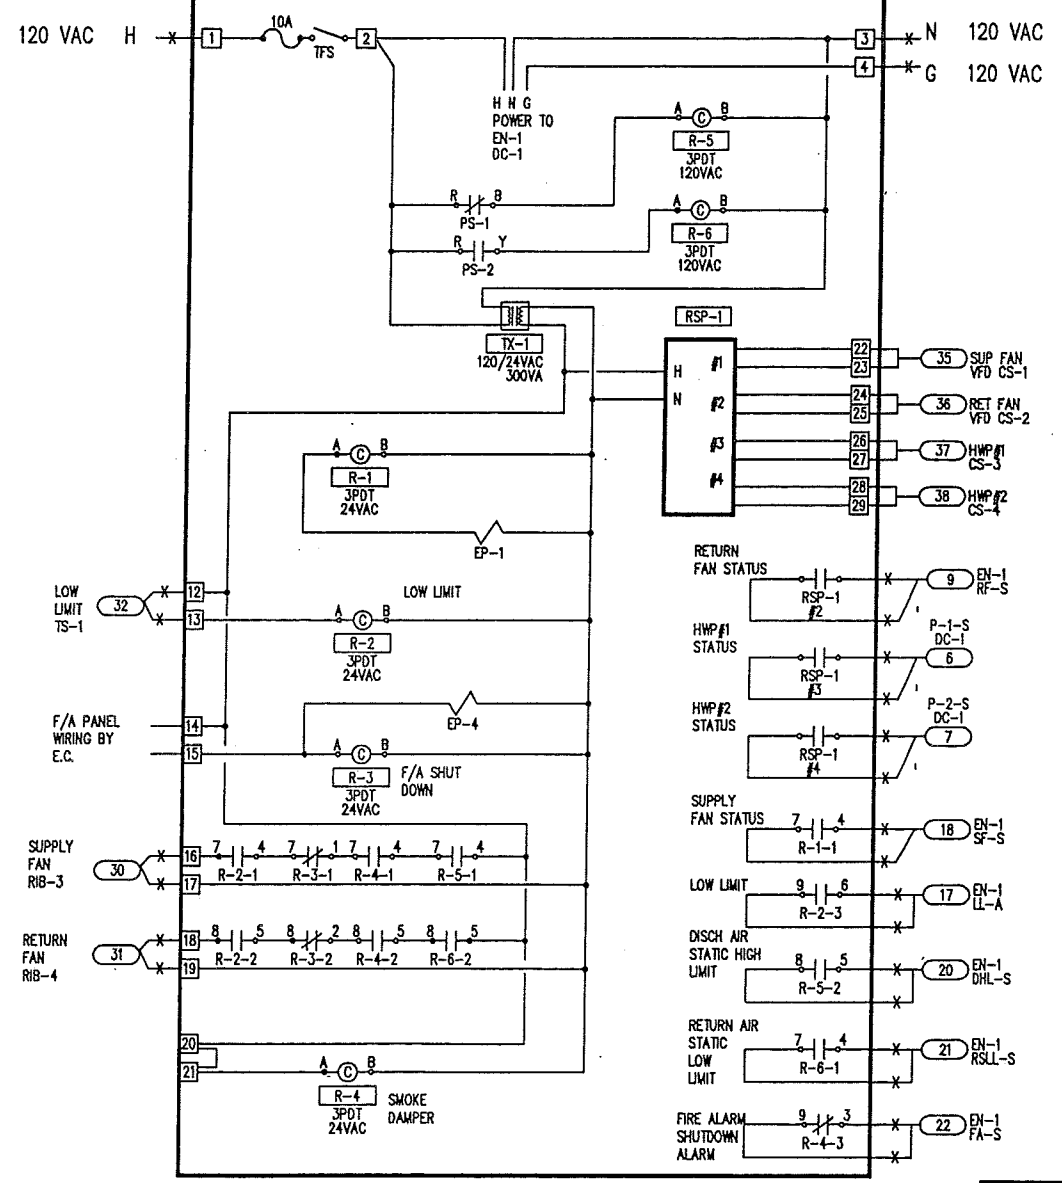 120 VAC H
1
10A
TFS
2
3
N 120 VAC
4
G 120 VAC
H N G
POWER TO
EN-1
DC-1
A C B
R-5
3PDT
120VAC
R B
PS-1
A C B
R-6
3PDT
120VAC
R Y
PS-2
TX-1
120/24VAC
300VA
RSP-1
H
N
#1
#2
#3
#4
22
23
35
SUP FAN
VFD CS-1
24
25
36
RET FAN
VFD CS-2
26
27
37
HWP#1
CS-3
28
29
38
HWP#2
CS-4
A C B
R-1
3PDT
24VAC
EP-1
LOW
LIMIT
TS-1
32
12
13
LOW LIMIT
A C B
R-2
3PDT
24VAC
EP-4
F/A PANEL
WIRING BY
E.C.
14
15
A C B
R-3
3PDT
24VAC
F/A SHUT
DOWN
SUPPLY
FAN
RIB-3
30
16
17
7 4 7 1 7 4 7 4
R-2-1 R-3-1 R-4-1 R-5-1
RETURN
FAN
RIB-4
31
18
19
8 5 8 2 8 5 8 5
R-2-2 R-3-2 R-4-2 R-6-2
20
21
A C B
R-4
3PDT
24VAC
SMOKE
DAMPER
RETURN
FAN STATUS
RSP-1
#2
9
EN-1
RF-S
HWP#1
STATUS
RSP-1
#3
P-1-S
DC-1
6
HWP#2
STATUS
RSP-1
#4
P-2-S
DC-1
7
SUPPLY
FAN STATUS
7 4
R-1-1
18
EN-1
SF-S
LOW LIMIT
9 6
R-2-3
17
EN-1
LL-A
DISCH AIR
STATIC HIGH
LIMIT
8 5
R-5-2
20
EN-1
DHL-S
RETURN AIR
STATIC
LOW
LIMIT
7 4
R-6-1
21
EN-1
RSLL-S
FIRE ALARM
SHUTDOWN
ALARM
9 3
R-4-3
22
EN-1
FA-S